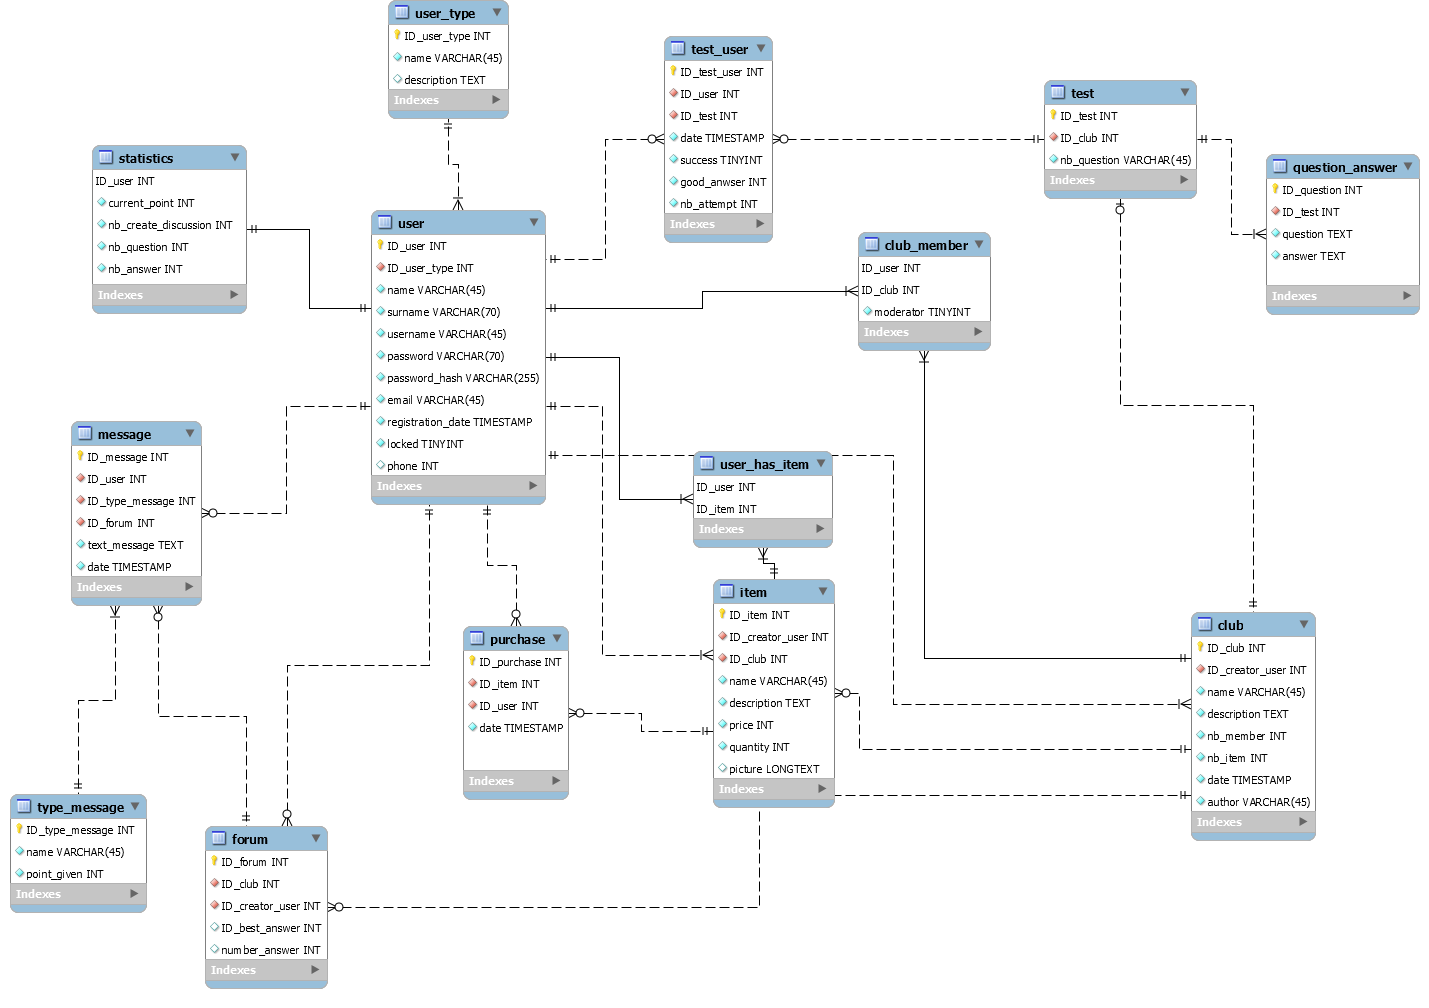 user_type
ID_user_type INT
name VARCHAR(45)
description TEXT
Indexes
test_user
ID_test_user INT
ID_user INT
ID_test INT
date TIMESTAMP
success TINYINT
good_anwser INT
nb_attempt INT
Indexes
test
ID_test INT
ID_club INT
nb_question VARCHAR(45)
Indexes
question_answer
ID_question INT
ID_test INT
question TEXT
answer TEXT
Indexes
statistics
ID_user INT
current_point INT
nb_create_discussion INT
nb_question INT
nb_answer INT
Indexes
user
ID_user INT
ID_user_type INT
name VARCHAR(45)
surname VARCHAR(70)
username VARCHAR(45)
password VARCHAR(70)
password_hash VARCHAR(255)
email VARCHAR(45)
registration_date TIMESTAMP
locked TINYINT
phone INT
Indexes
club_member
ID_user INT
ID_club INT
moderator TINYINT
Indexes
message
ID_message INT
ID_user INT
ID_type_message INT
ID_forum INT
text_message TEXT
date TIMESTAMP
Indexes
user_has_item
ID_user INT
ID_item INT
Indexes
item
ID_item INT
ID_creator_user INT
ID_club INT
name VARCHAR(45)
description TEXT
price INT
quantity INT
picture LONGTEXT
Indexes
purchase
ID_purchase INT
ID_item INT
ID_user INT
date TIMESTAMP
Indexes
club
ID_club INT
ID_creator_user INT
name VARCHAR(45)
description TEXT
nb_member INT
nb_item INT
date TIMESTAMP
author VARCHAR(45)
Indexes
type_message
ID_type_message INT
name VARCHAR(45)
point_given INT
Indexes
forum
ID_forum INT
ID_club INT
ID_creator_user INT
ID_best_answer INT
number_answer INT
Indexes